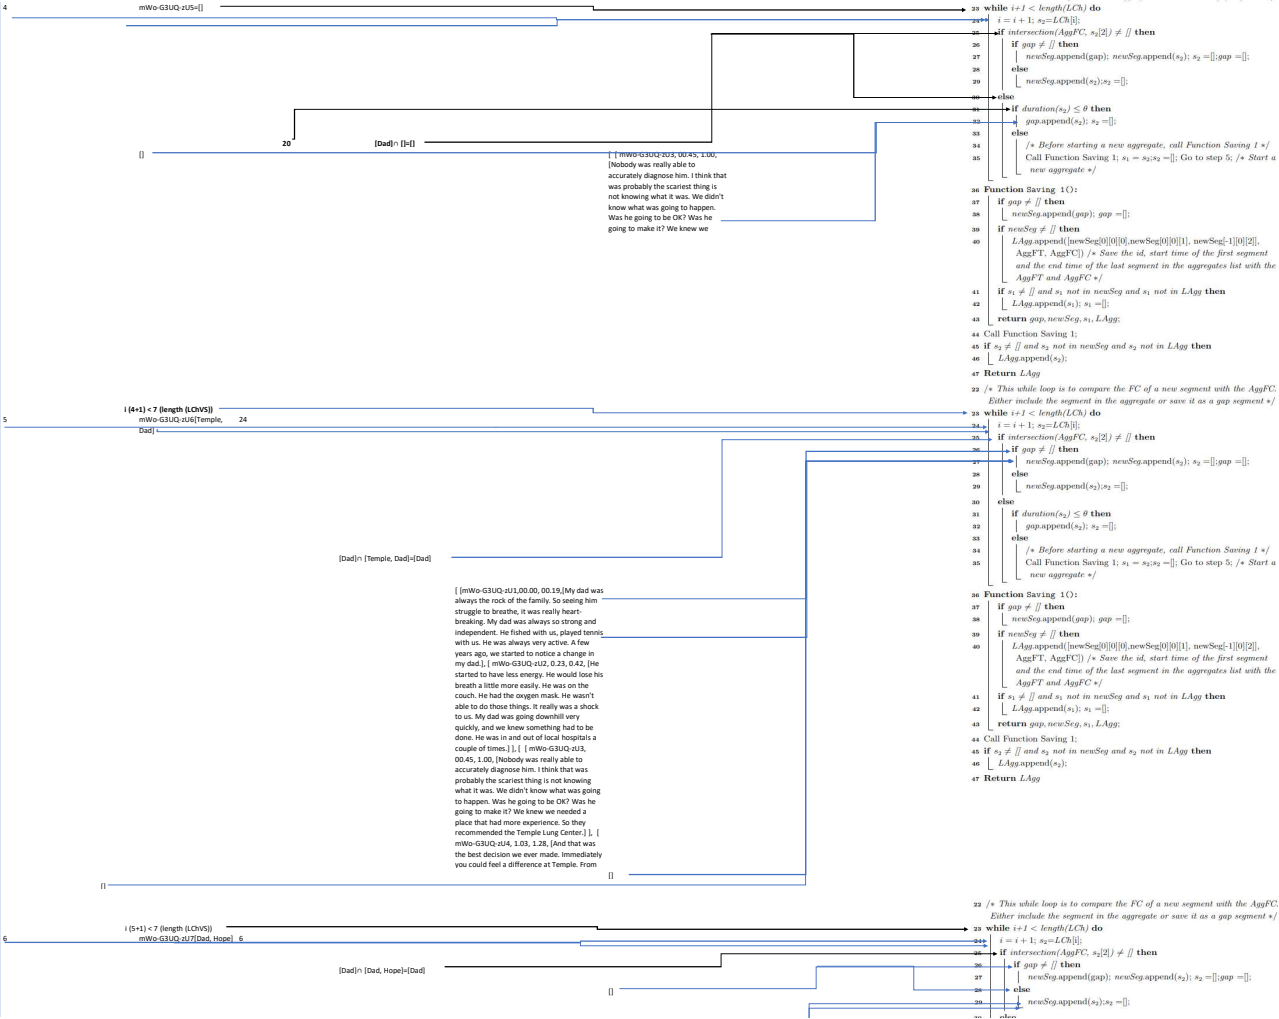 4
mWo-G3UQ-zU5=[]
20
[Dad]∩ []=[]
[]
[ [ mWo-G3UQ-zU3, 00.45, 1.00,
[Nobody was really able to
accurately diagnose him. I think that
was probably the scariest thing is
not knowing what it was. We didn't
know what was going to happen.
Was he going to be OK? Was he
going to make it? We knew we
23 while i+1 < length(LCh) do
24 i = i + 1; s₂=LCh[i];
25 if intersection(AggFC, s₂[2]) ≠ [] then
26 if gap ≠ [] then
27 newSeg.append(gap); newSeg.append(s₂); s₂ =[];gap =[];
28 else
29 newSeg.append(s₂);s₂ =[];
30 else
31 if duration(s₂) ≤ θ then
32 gap.append(s₂); s₂ =[];
33 else
34 /* Before starting a new aggregate, call Function Saving 1 */
35 Call Function Saving 1; s₁ = s₂;s₂ =[]; Go to step 5; /* Start a
new aggregate */
36 Function Saving 1():
37 if gap ≠ [] then
38 newSeg.append(gap); gap =[];
39 if newSeg ≠ [] then
40 LAgg.append([newSeg[0][0][0],newSeg[0][0][1], newSeg[-1][0][2]],
AggFT, AggFC]) /* Save the id, start time of the first segment
and the end time of the last segment in the aggregates list with the
AggFT and AggFC */
41 if s₁ ≠ [] and s₁ not in newSeg and s₁ not in LAgg then
42 LAgg.append(s₁); s₁ =[];
43 return gap, newSeg, s₁, LAgg;
44 Call Function Saving 1;
45 if s₂ ≠ [] and s₂ not in newSeg and s₂ not in LAgg then
46 LAgg.append(s₂);
47 Return LAgg
i (4+1) < 7 (length (LChVS))
5
mWo-G3UQ-zU6[Temple, 24
Dad]
[Dad]∩ [Temple, Dad]=[Dad]
[ [mWo-G3UQ-zU1,00.00, 00.19,[My dad was
always the rock of the family. So seeing him
struggle to breathe, it was really heart-
breaking. My dad was always so strong and
independent. He fished with us, played tennis
with us. He was always very active. A few
years ago, we started to notice a change in
my dad.], [ mWo-G3UQ-zU2, 0.23, 0.42, [He
started to have less energy. He would lose his
breath a little more easily. He was on the
couch. He had the oxygen mask. He wasn't
able to do those things. It really was a shock
to us. My dad was going downhill very
quickly, and we knew something had to be
done. He was in and out of local hospitals a
couple of times.] ], [ [ mWo-G3UQ-zU3,
00.45, 1.00, [Nobody was really able to
accurately diagnose him. I think that was
probably the scariest thing is not knowing
what it was. We didn't know what was going
to happen. Was he going to be OK? Was he
going to make it? We knew we needed a
place that had more experience. So they
recommended the Temple Lung Center.] ], [
mWo-G3UQ-zU4, 1.03, 1.28, [And that was
the best decision we ever made. Immediately
you could feel a difference at Temple. From
[]
[]
22 /* This while loop is to compare the FC of a new segment with the AggFC.
Either include the segment in the aggregate or save it as a gap segment */
23 while i+1 < length(LCh) do
24 i = i + 1; s₂=LCh[i];
25 if intersection(AggFC, s₂[2]) ≠ [] then
26 if gap ≠ [] then
27 newSeg.append(gap); newSeg.append(s₂); s₂ =[];gap =[];
28 else
29 newSeg.append(s₂);s₂ =[];
30 else
31 if duration(s₂) ≤ θ then
32 gap.append(s₂); s₂ =[];
33 else
34 /* Before starting a new aggregate, call Function Saving 1 */
35 Call Function Saving 1; s₁ = s₂;s₂ =[]; Go to step 5; /* Start a
new aggregate */
36 Function Saving 1():
37 if gap ≠ [] then
38 newSeg.append(gap); gap =[];
39 if newSeg ≠ [] then
40 LAgg.append([newSeg[0][0][0],newSeg[0][0][1], newSeg[-1][0][2]],
AggFT, AggFC]) /* Save the id, start time of the first segment
and the end time of the last segment in the aggregates list with the
AggFT and AggFC */
41 if s₁ ≠ [] and s₁ not in newSeg and s₁ not in LAgg then
42 LAgg.append(s₁); s₁ =[];
43 return gap, newSeg, s₁, LAgg;
44 Call Function Saving 1;
45 if s₂ ≠ [] and s₂ not in newSeg and s₂ not in LAgg then
46 LAgg.append(s₂);
47 Return LAgg
i (5+1) < 7 (length (LChVS))
6
mWo-G3UQ-zU7[Dad, Hope] 6
[Dad]∩ [Dad, Hope]=[Dad]
[]
22 /* This while loop is to compare the FC of a new segment with the AggFC.
Either include the segment in the aggregate or save it as a gap segment */
23 while i+1 < length(LCh) do
24 i = i + 1; s₂=LCh[i];
25 if intersection(AggFC, s₂[2]) ≠ [] then
26 if gap ≠ [] then
27 newSeg.append(gap); newSeg.append(s₂); s₂ =[];gap =[];
28 else
29 newSeg.append(s₂);s₂ =[];
30 else